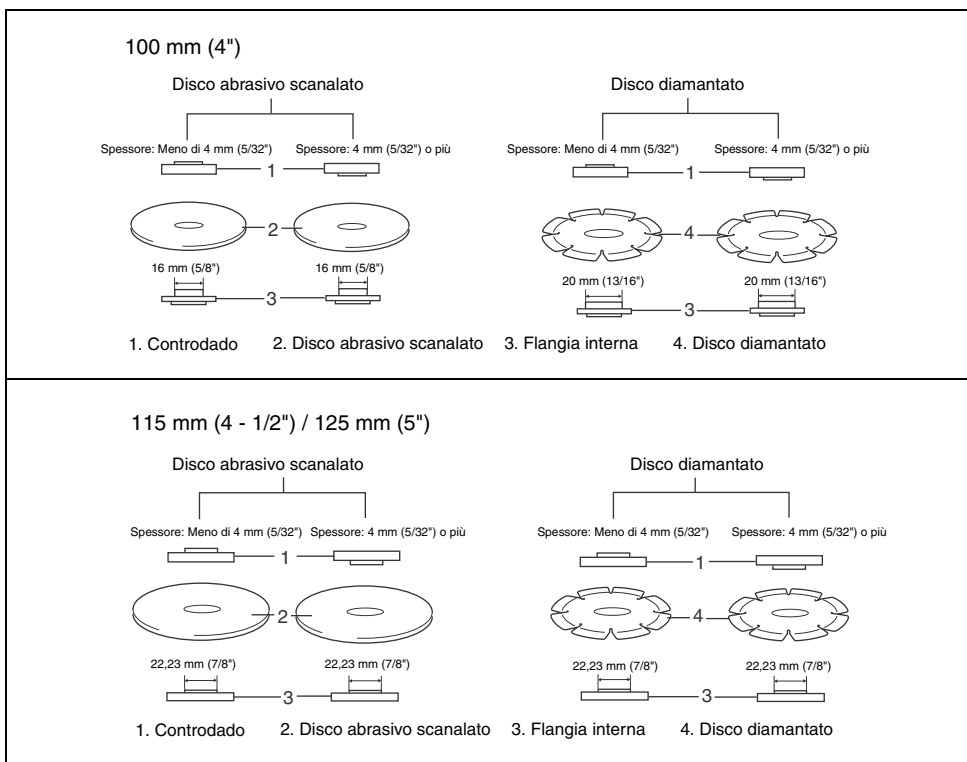 100 mm (4")
Disco abrasivo scanalato Disco diamantato
Spessore: Meno di 4 mm (5/32") Spessore: 4 mm (5/32") o più Spessore: Meno di 4 mm (5/32") Spessore: 4 mm (5/32") o più
1 1
2 4
16 mm (5/8") 16 mm (5/8") 20 mm (13/16") 20 mm (13/16")
3 3
1. Controdado 2. Disco abrasivo scanalato 3. Flangia interna 4. Disco diamantato
115 mm (4 - 1/2") / 125 mm (5")
Disco abrasivo scanalato Disco diamantato
Spessore: Meno di 4 mm (5/32") Spessore: 4 mm (5/32") o più Spessore: Meno di 4 mm (5/32") Spessore: 4 mm (5/32") o più
1 1
2 4
22,23 mm (7/8") 22,23 mm (7/8") 22,23 mm (7/8") 22,23 mm (7/8")
3 3
1. Controdado 2. Disco abrasivo scanalato 3. Flangia interna 4. Disco diamantato